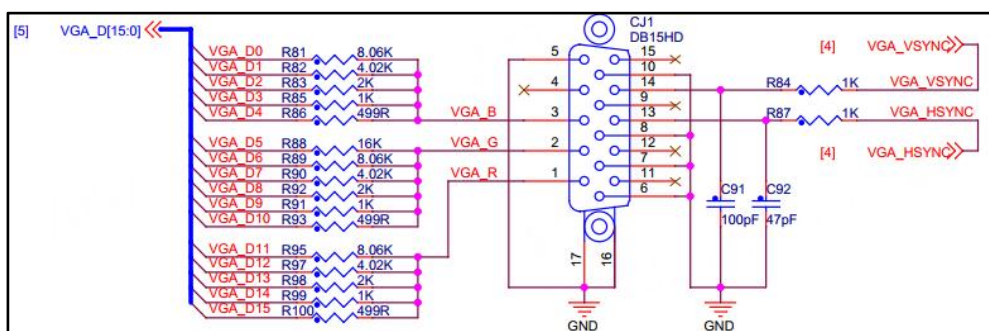 [5] VGA_D[15:0]
VGA_D0 R81 8.06K
VGA_D1 R82 4.02K
VGA_D2 R83 2K
VGA_D3 R85 1K
VGA_D4 R86 499R
VGA_B
VGA_D5 R88 16K
VGA_D6 R89 8.06K
VGA_D7 R90 4.02K
VGA_D8 R92 2K
VGA_D9 R91 1K
VGA_D10 R93 499R
VGA_G
VGA_R
VGA_D11 R95 8.06K
VGA_D12 R97 4.02K
VGA_D13 R98 2K
VGA_D14 R99 1K
VGA_D15 R100 499R
CJ1
DB15HD
5
4
3
2
1
15
10
14
9
13
8
12
7
11
6
17
16
GND
[4] VGA_VSYNC
R84 1K VGA_VSYNC
R87 1K VGA_HSYNC
[4] VGA_HSYNC
C91
100pF
C92
47pF
GND